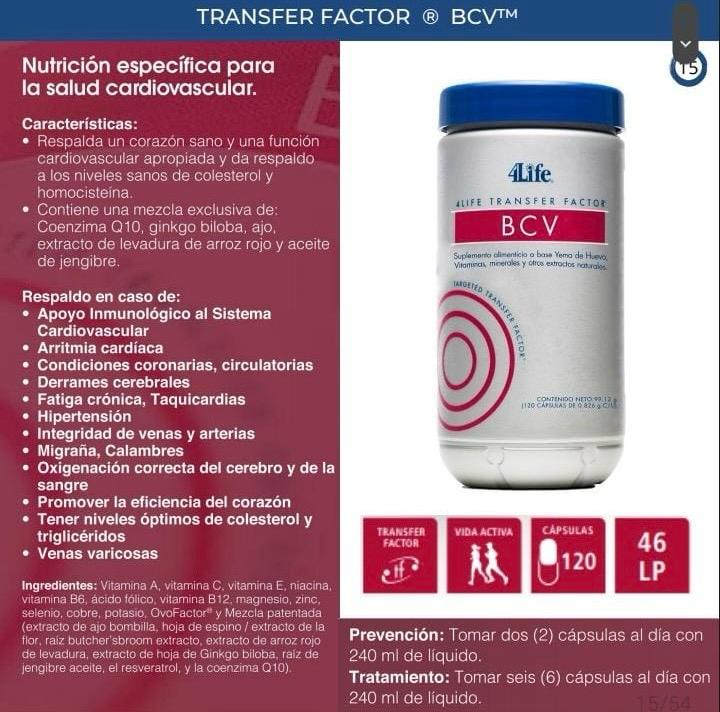 TRANSFER FACTOR ® BCV™
15
Nutrición específica para
la salud cardiovascular.
Características:
• Respalda un corazón sano y una función
cardiovascular apropiada y da respaldo
a los niveles sanos de colesterol y
homocisteína.
• Contiene una mezcla exclusiva de:
Coenzima Q10, ginkgo biloba, ajo,
extracto de levadura de arroz rojo y aceite
de jengibre.
Respaldo en caso de:
• Apoyo Inmunológico al Sistema
Cardiovascular
• Arritmia cardíaca
• Condiciones coronarias, circulatorias
• Derrames cerebrales
• Fatiga crónica, Taquicardias
• Hipertensión
• Integridad de venas y arterias
• Migraña, Calambres
• Oxigenación correcta del cerebro y de la
sangre
• Promover la eficiencia del corazón
• Tener niveles óptimos de colesterol y
triglicéridos
• Venas varicosas
Ingredientes: Vitamina A, vitamina C, vitamina E, niacina,
vitamina B6, ácido fólico, vitamina B12, magnesio, zinc,
selenio, cobre, potasio, OvoFactor® y Mezcla patentada
(extracto de ajo bombilla, hoja de espino / extracto de la
flor, raíz butcher'sbroom extracto, extracto de arroz rojo
de levadura, extracto de hoja de Ginkgo biloba, raíz de
jengibre aceite, el resveratrol, y la coenzima Q10).
4Life
4LIFE TRANSFER FACTOR
BCV
Suplemento alimenticio a base Yema de Huevo,
Vitaminas, minerales y otros extractos naturales.
TARGETED TRANSFER FACTOR
CONTENIDO NETO 99.12 g
(120 CÁPSULAS DE 0.826 g C/U)
TRANSFER
FACTOR
tf
VIDA ACTIVA
CÁPSULAS
120
46
LP
Prevención: Tomar dos (2) cápsulas al día con
240 ml de líquido.
Tratamiento: Tomar seis (6) cápsulas al día con
240 ml de líquido.
15/54